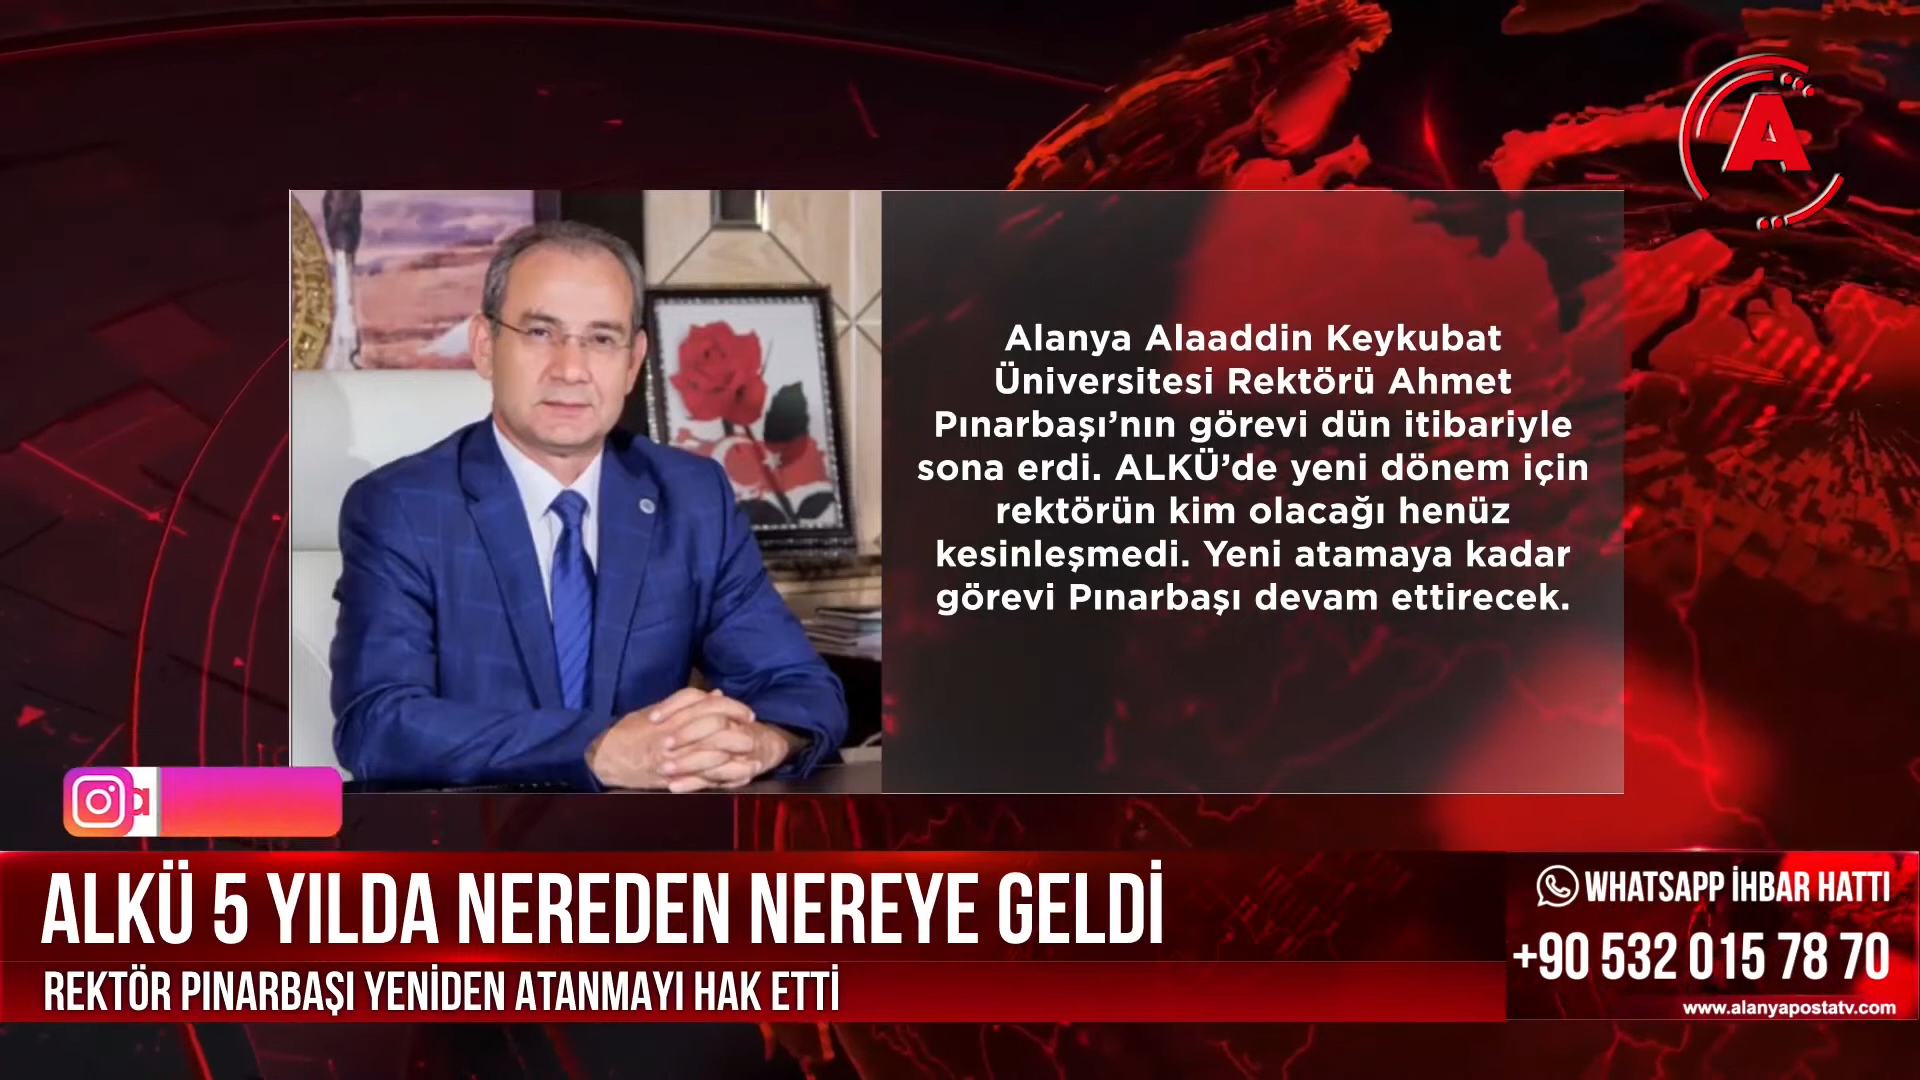 A
Alanya Alaaddin Keykubat
Üniversitesi Rektörü Ahmet
Pınarbaşı’nın görevi dün itibariyle
sona erdi. ALKÜ’de yeni dönem için
rektörün kim olacağı henüz
kesinleşmedi. Yeni atamaya kadar
görevi Pınarbaşı devam ettirecek.
a
ALKÜ 5 YILDA NEREDEN NEREYE GELDİ
REKTÖR PINARBAŞI YENİDEN ATANMAYI HAK ETTİ
WHATSAPP İHBAR HATTI
+90 532 015 78 70
www.alanyapostatv.com